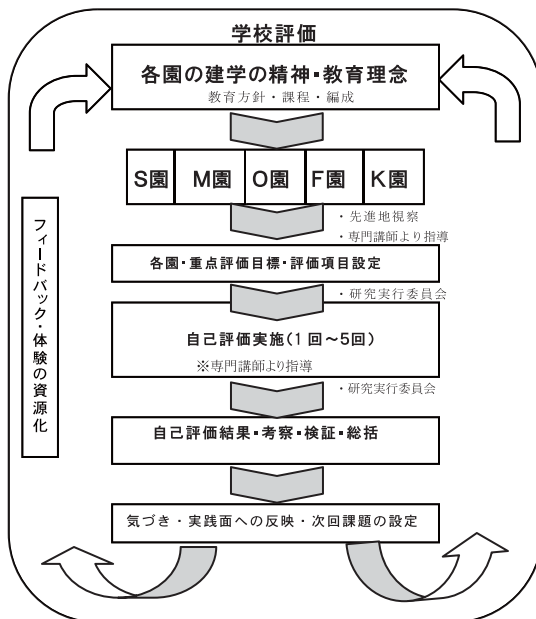 学校評価
各園の建学の精神・教育理念
教育方針・課程・編成
S園 M園 O園 F園 K園
・先進地視察
・専門講師より指導
各園・重点評価目標・評価項目設定
・研究実行委員会
自己評価実施(1回～5回)
※専門講師より指導
・研究実行委員会
自己評価結果・考察・検証・総括
気づき・実践面への反映・次回課題の設定
フィードバック・体験の資源化